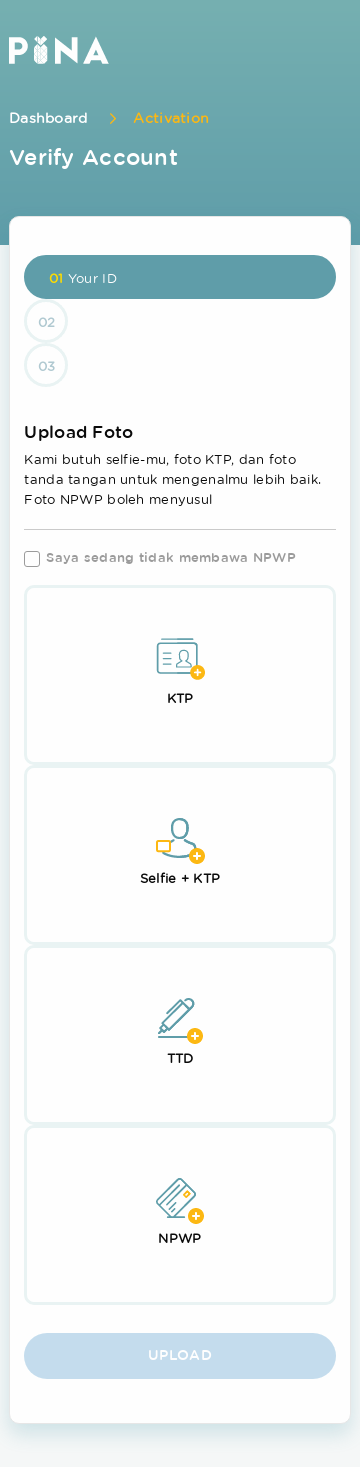 PINA
Dashboard > Activation
Verify Account
01 Your ID
02
03
Upload Foto
Kami butuh selfie-mu, foto KTP, dan foto
tanda tangan untuk mengenalmu lebih baik.
Foto NPWP boleh menyusul
Saya sedang tidak membawa NPWP
KTP
Selfie + KTP
TTD
NPWP
UPLOAD